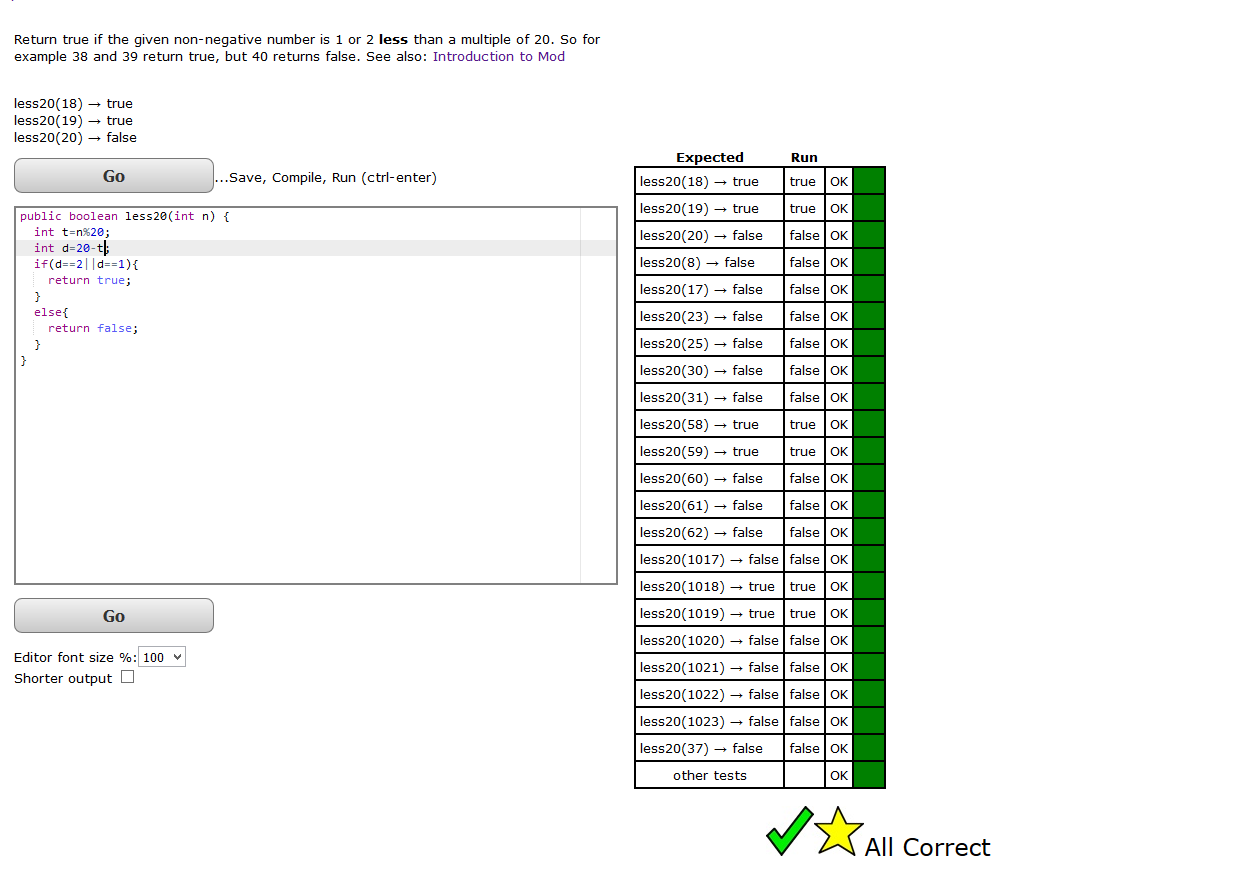 Return true if the given non-negative number is 1 or 2 less than a multiple of 20. So for
example 38 and 39 return true, but 40 returns false. See also: Introduction to Mod
less20(18) → true
less20(19) → true
less20(20) → false
Go
...Save, Compile, Run (ctrl-enter)
public boolean less20(int n) {
  int t=n%20;
  int d=20-t;
  if(d==2||d==1){
    return true;
  }
  else{
    return false;
  }
}
Go
Editor font size %: 100
Shorter output
Expected Run
less20(18) → true true OK
less20(19) → true true OK
less20(20) → false false OK
less20(8) → false false OK
less20(17) → false false OK
less20(23) → false false OK
less20(25) → false false OK
less20(30) → false false OK
less20(31) → false false OK
less20(58) → true true OK
less20(59) → true true OK
less20(60) → false false OK
less20(61) → false false OK
less20(62) → false false OK
less20(1017) → false false OK
less20(1018) → true true OK
less20(1019) → true true OK
less20(1020) → false false OK
less20(1021) → false false OK
less20(1022) → false false OK
less20(1023) → false false OK
less20(37) → false false OK
other tests OK
All Correct